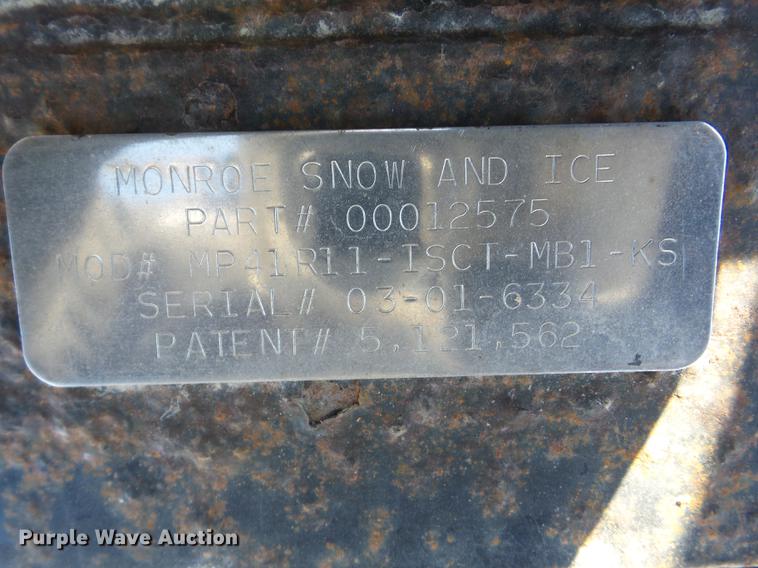 MONROE SNOW AND ICE
PART# 00012575
MOD# MP41R11-ISCT-MB1-KS
SERIAL# 03-01-6334
PATENT# 5,121,562
Purple Wave Auction®